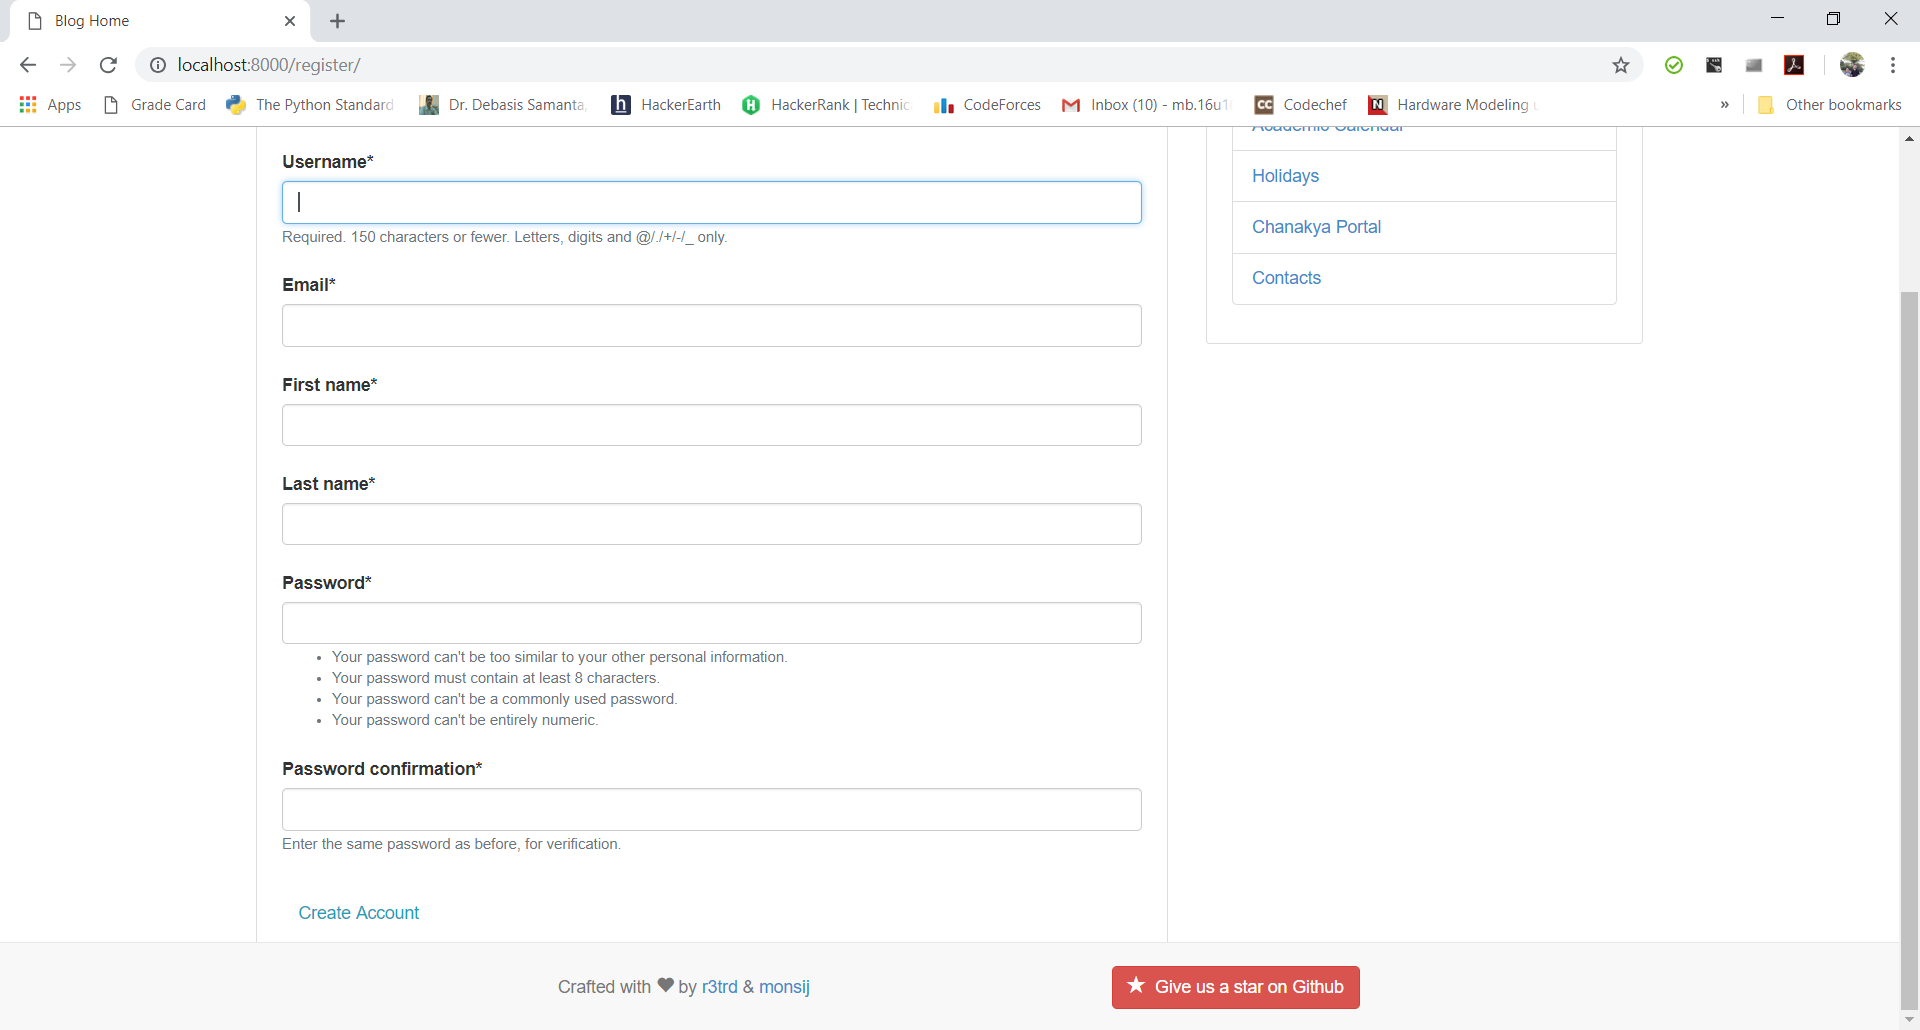 Blog Home
localhost:8000/register/
Apps Grade Card The Python Standard Dr. Debasis Samanta, HackerEarth HackerRank | Technic CodeForces Inbox (10) - mb.16u1 Codechef Hardware Modeling » Other bookmarks
Academic Calendar
Holidays
Chanakya Portal
Contacts
Username*
Required. 150 characters or fewer. Letters, digits and @/./+/-/_ only.
Email*
First name*
Last name*
Password*
• Your password can't be too similar to your other personal information.
• Your password must contain at least 8 characters.
• Your password can't be a commonly used password.
• Your password can't be entirely numeric.
Password confirmation*
Enter the same password as before, for verification.
Create Account
Crafted with ♥ by r3trd & monsij
★ Give us a star on Github